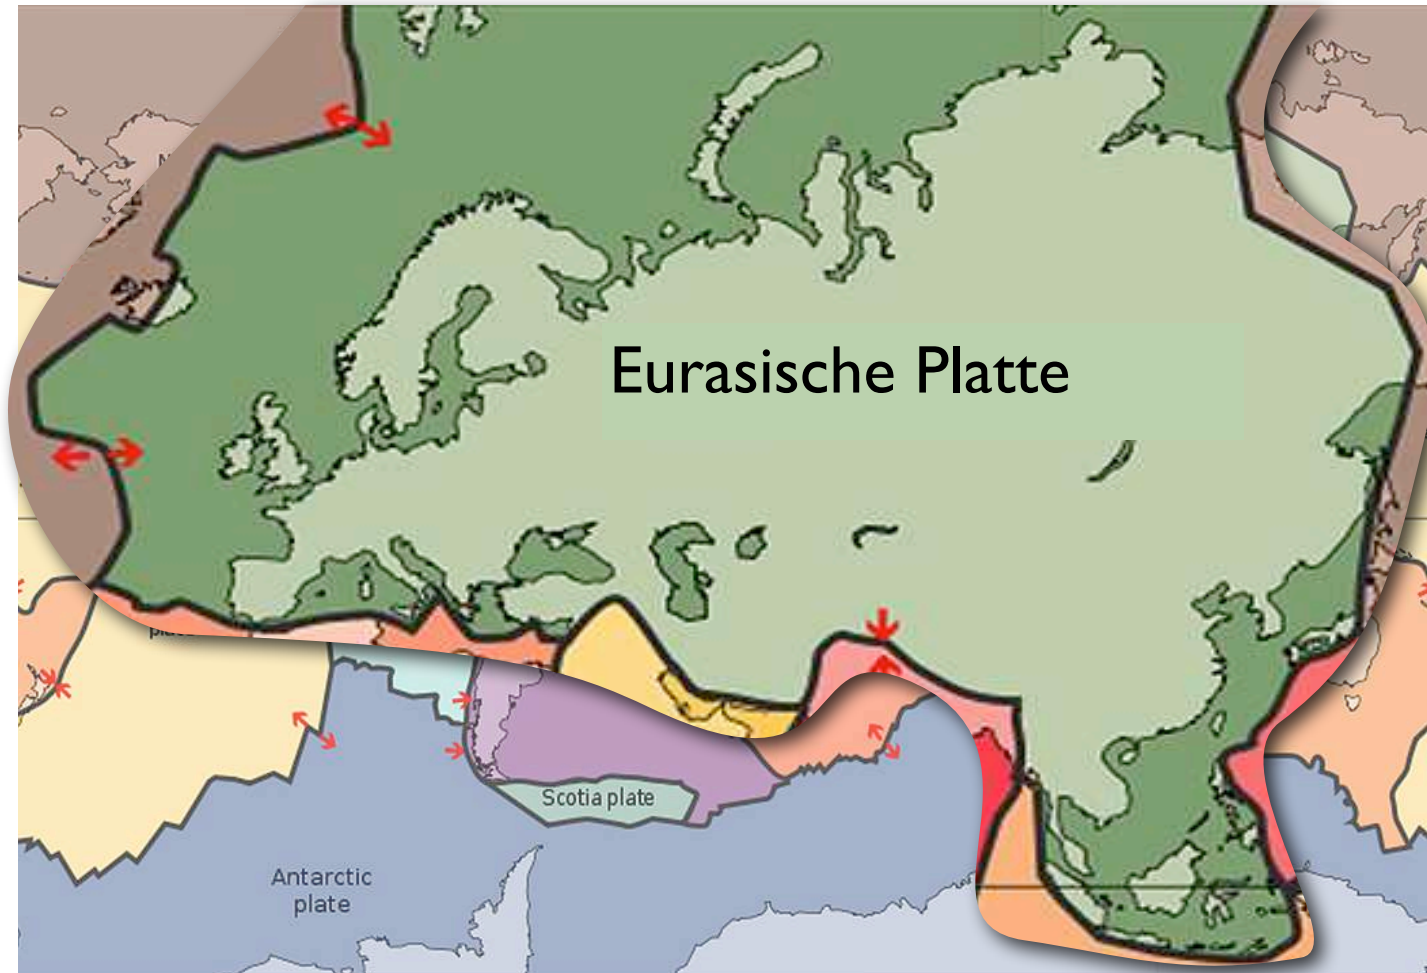 Eurasische Platte
Scotia plate
Antarctic
plate